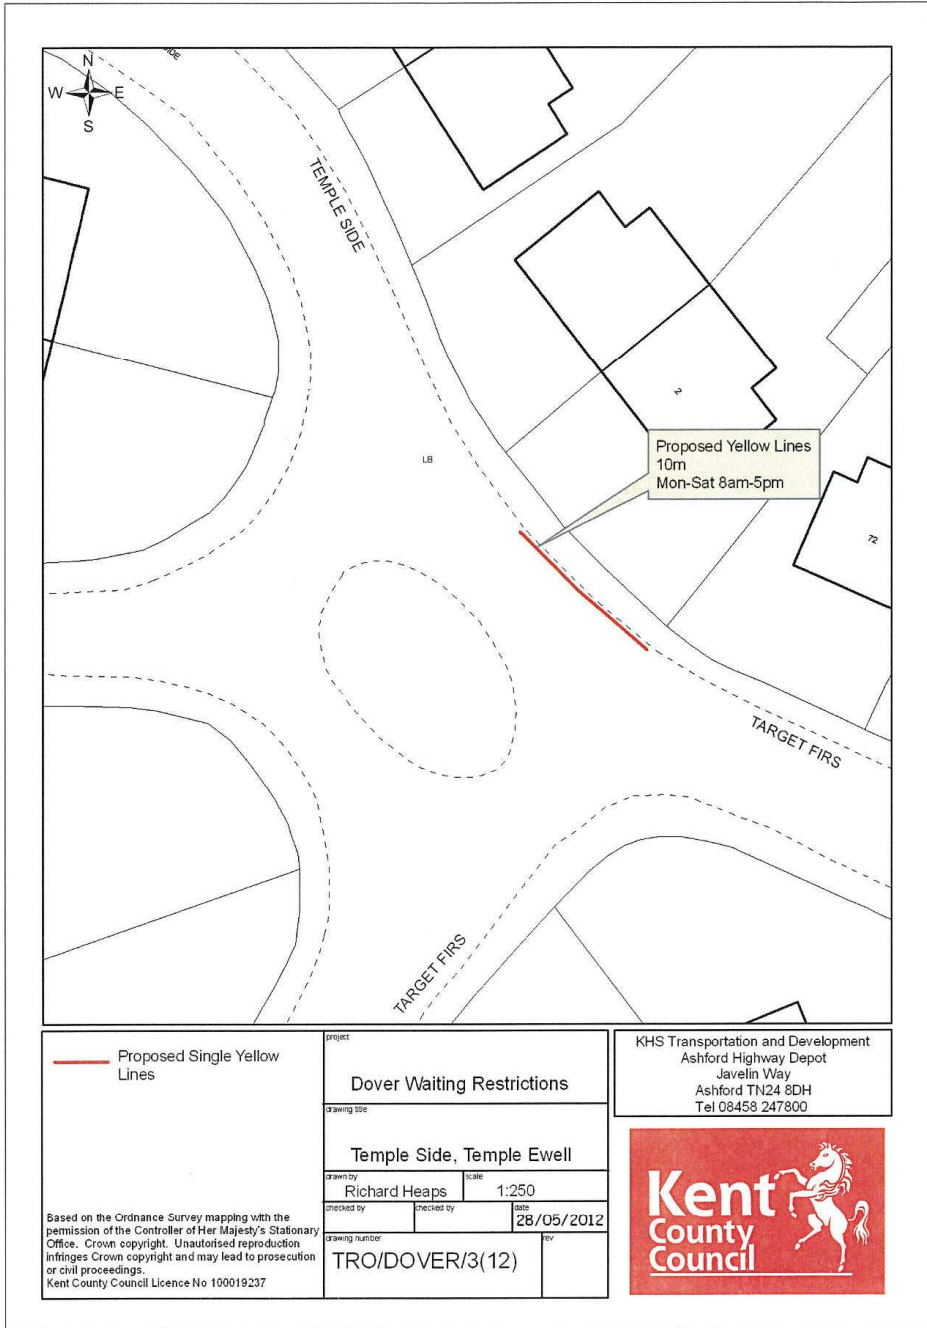 SIDE
N
W E
S
TEMPLE SIDE
2
LB
Proposed Yellow Lines
10m
Mon-Sat 8am-5pm
72
TARGET FIRS
TARGET FIRS
Proposed Single Yellow
Lines
Based on the Ordnance Survey mapping with the
permission of the Controller of Her Majesty's Stationary
Office. Crown copyright. Unautorised reproduction
infringes Crown copyright and may lead to prosecution
or civil proceedings.
Kent County Council Licence No 100019237
project
Dover Waiting Restrictions
drawing title
Temple Side, Temple Ewell
drawn by
Richard Heaps
scale
1:250
checked by
checked by
date
28/05/2012
drawing number
TRO/DOVER/3(12)
rev
KHS Transportation and Development
Ashford Highway Depot
Javelin Way
Ashford TN24 8DH
Tel 08458 247800
Kent
County
Council